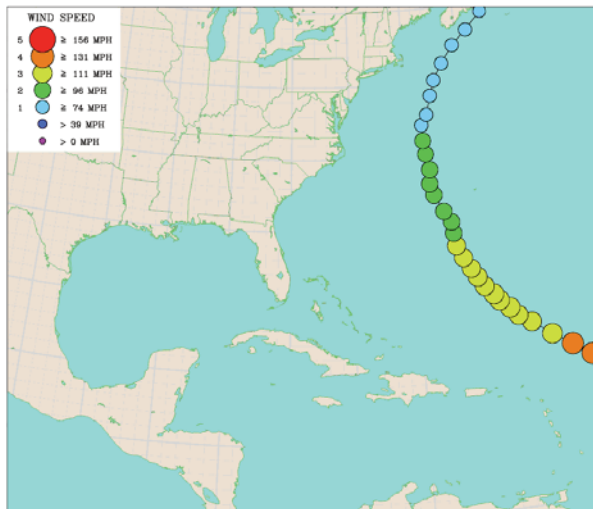 WIND SPEED
5 ≥ 156 MPH
4 ≥ 131 MPH
3 ≥ 111 MPH
2 ≥ 96 MPH
1 ≥ 74 MPH
> 39 MPH
> 0 MPH